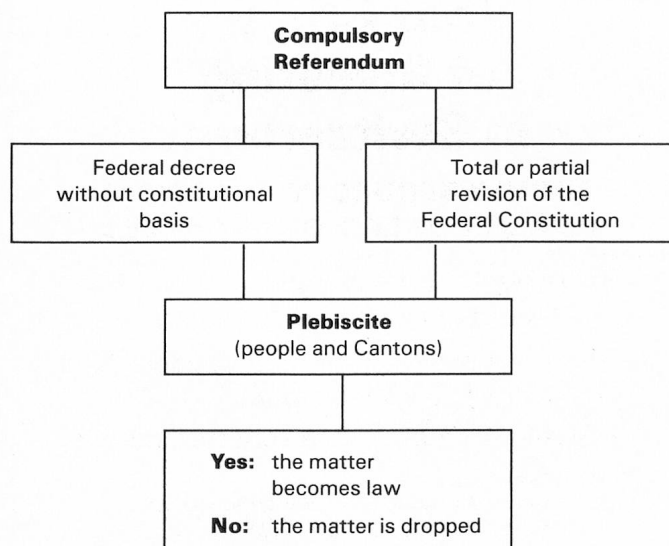 Compulsory
Referendum
Federal decree
without constitutional
basis
Total or partial
revision of the
Federal Constitution
Plebiscite
(people and Cantons)
Yes: the matter
becomes law
No: the matter is dropped